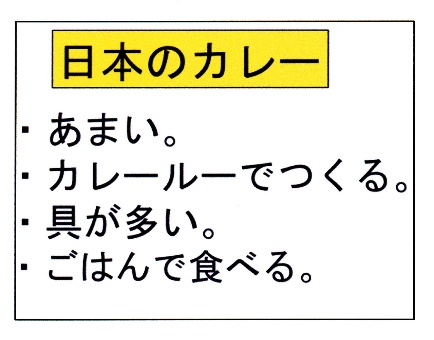 日本のカレー
・あまい。
・カレールーでつくる。
・具が多い。
・ごはんで食べる。